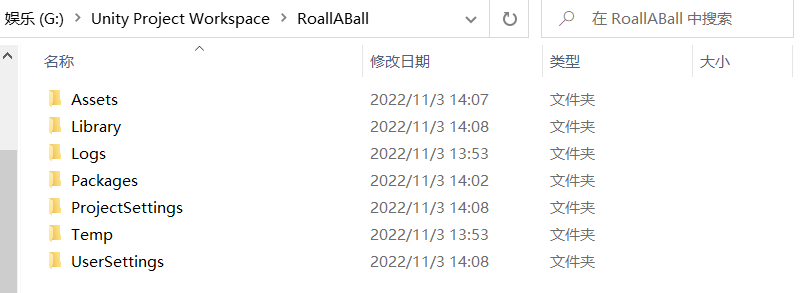 娱乐 (G:) > Unity Project Workspace > RoallABall 在 RoallABall 中搜索
名称 修改日期 类型 大小
Assets 2022/11/3 14:07 文件夹
Library 2022/11/3 14:08 文件夹
Logs 2022/11/3 13:53 文件夹
Packages 2022/11/3 14:02 文件夹
ProjectSettings 2022/11/3 14:08 文件夹
Temp 2022/11/3 13:53 文件夹
UserSettings 2022/11/3 14:08 文件夹